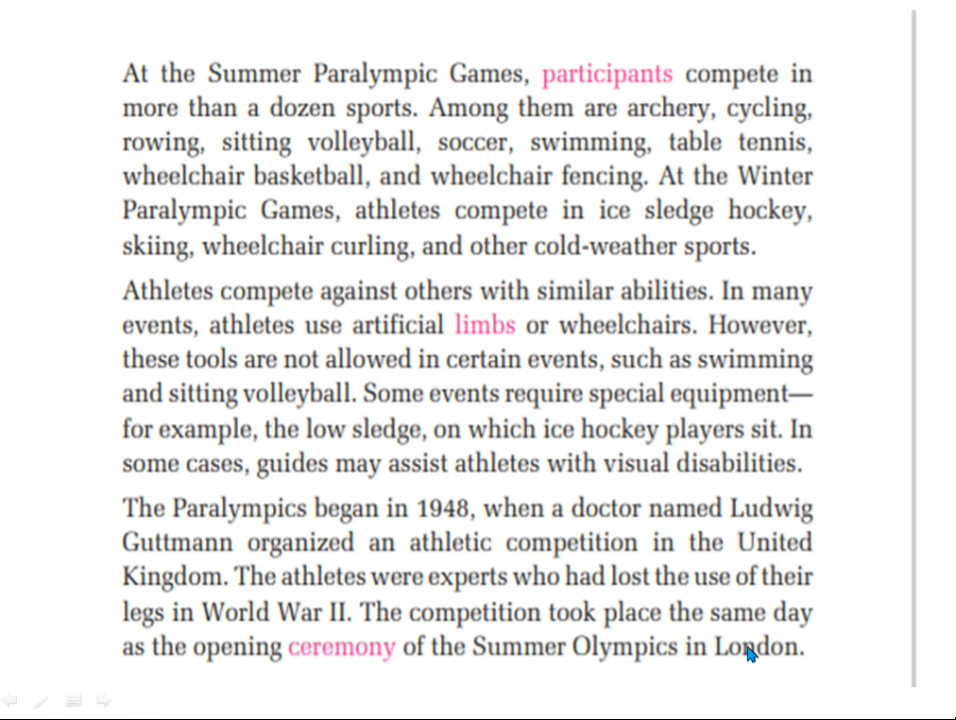 At the Summer Paralympic Games, participants compete in
more than a dozen sports. Among them are archery, cycling,
rowing, sitting volleyball, soccer, swimming, table tennis,
wheelchair basketball, and wheelchair fencing. At the Winter
Paralympic Games, athletes compete in ice sledge hockey,
skiing, wheelchair curling, and other cold-weather sports.
Athletes compete against others with similar abilities. In many
events, athletes use artificial limbs or wheelchairs. However,
these tools are not allowed in certain events, such as swimming
and sitting volleyball. Some events require special equipment—
for example, the low sledge, on which ice hockey players sit. In
some cases, guides may assist athletes with visual disabilities.
The Paralympics began in 1948, when a doctor named Ludwig
Guttmann organized an athletic competition in the United
Kingdom. The athletes were experts who had lost the use of their
legs in World War II. The competition took place the same day
as the opening ceremony of the Summer Olympics in London.